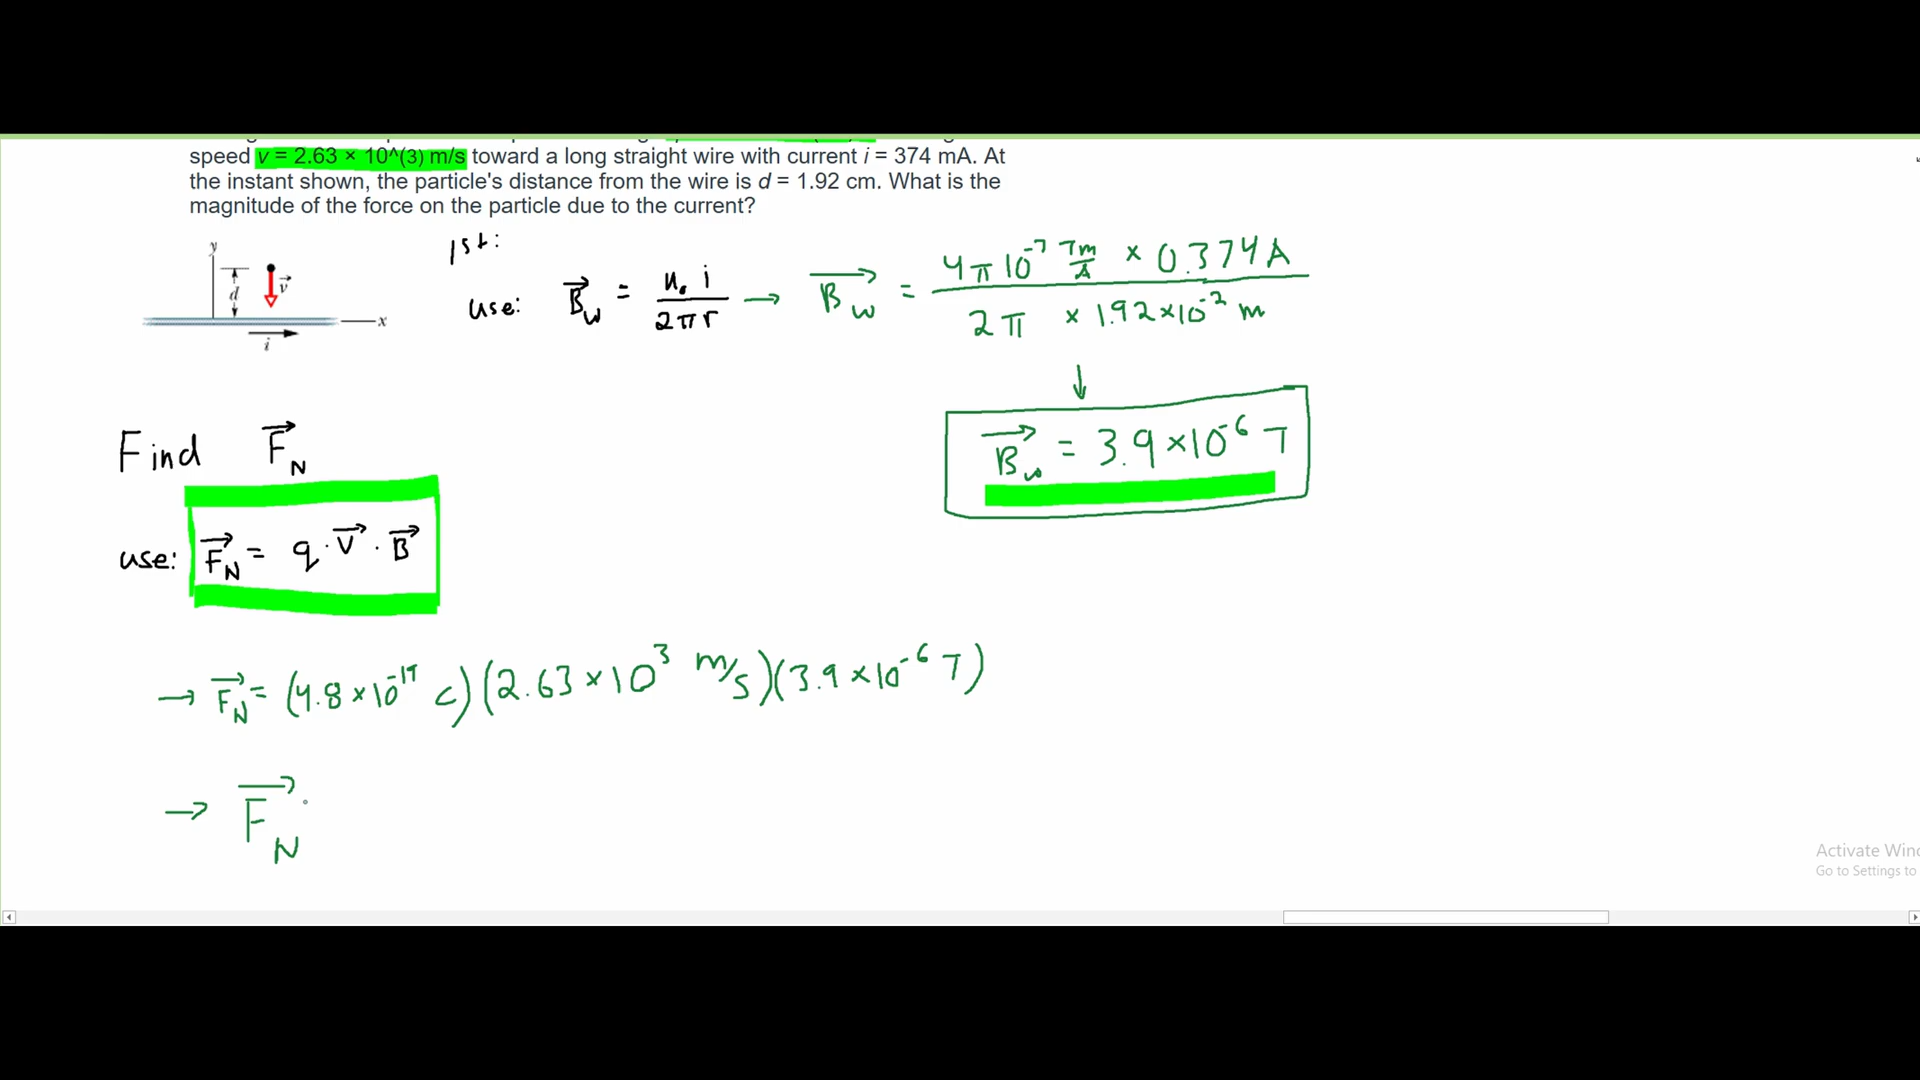 speed v = 2.63 × 10^(3) m/s toward a long straight wire with current i = 374 mA. At
the instant shown, the particle's distance from the wire is d = 1.92 cm. What is the
magnitude of the force on the particle due to the current?
y
d
v
x
i
1st:
use: B_w = u₀ i / 2πr → B_w = 4π10⁻⁷ Tm/A × 0.374A / 2π × 1.92×10⁻² m
↓
B_w = 3.9×10⁻⁶ T
Find F_N
use: F_N = q · V · B
→ F_N = (4.8×10⁻¹⁹ C)(2.63×10³ m/s)(3.9×10⁻⁶ T)
→ F_N
Activate Win
Go to Settings to